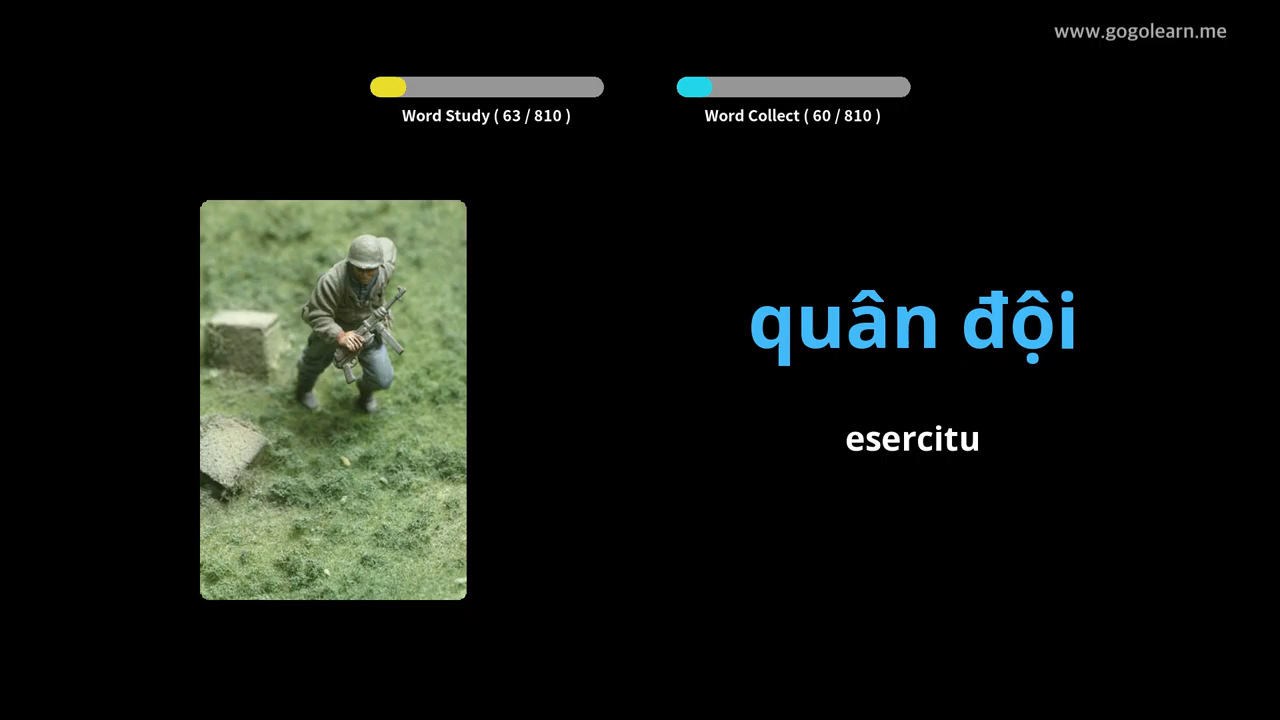 www.gogolearn.me
Word Study ( 63 / 810 )
Word Collect ( 60 / 810 )
quân đội
esercitu